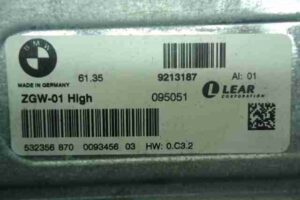 BMW
MADE IN GERMANY
61.35 9213187 AI: 01
ZGW-01 High 095051 LEAR
CORPORATION
532356 870 0093456 03 HW: 0.C3.2